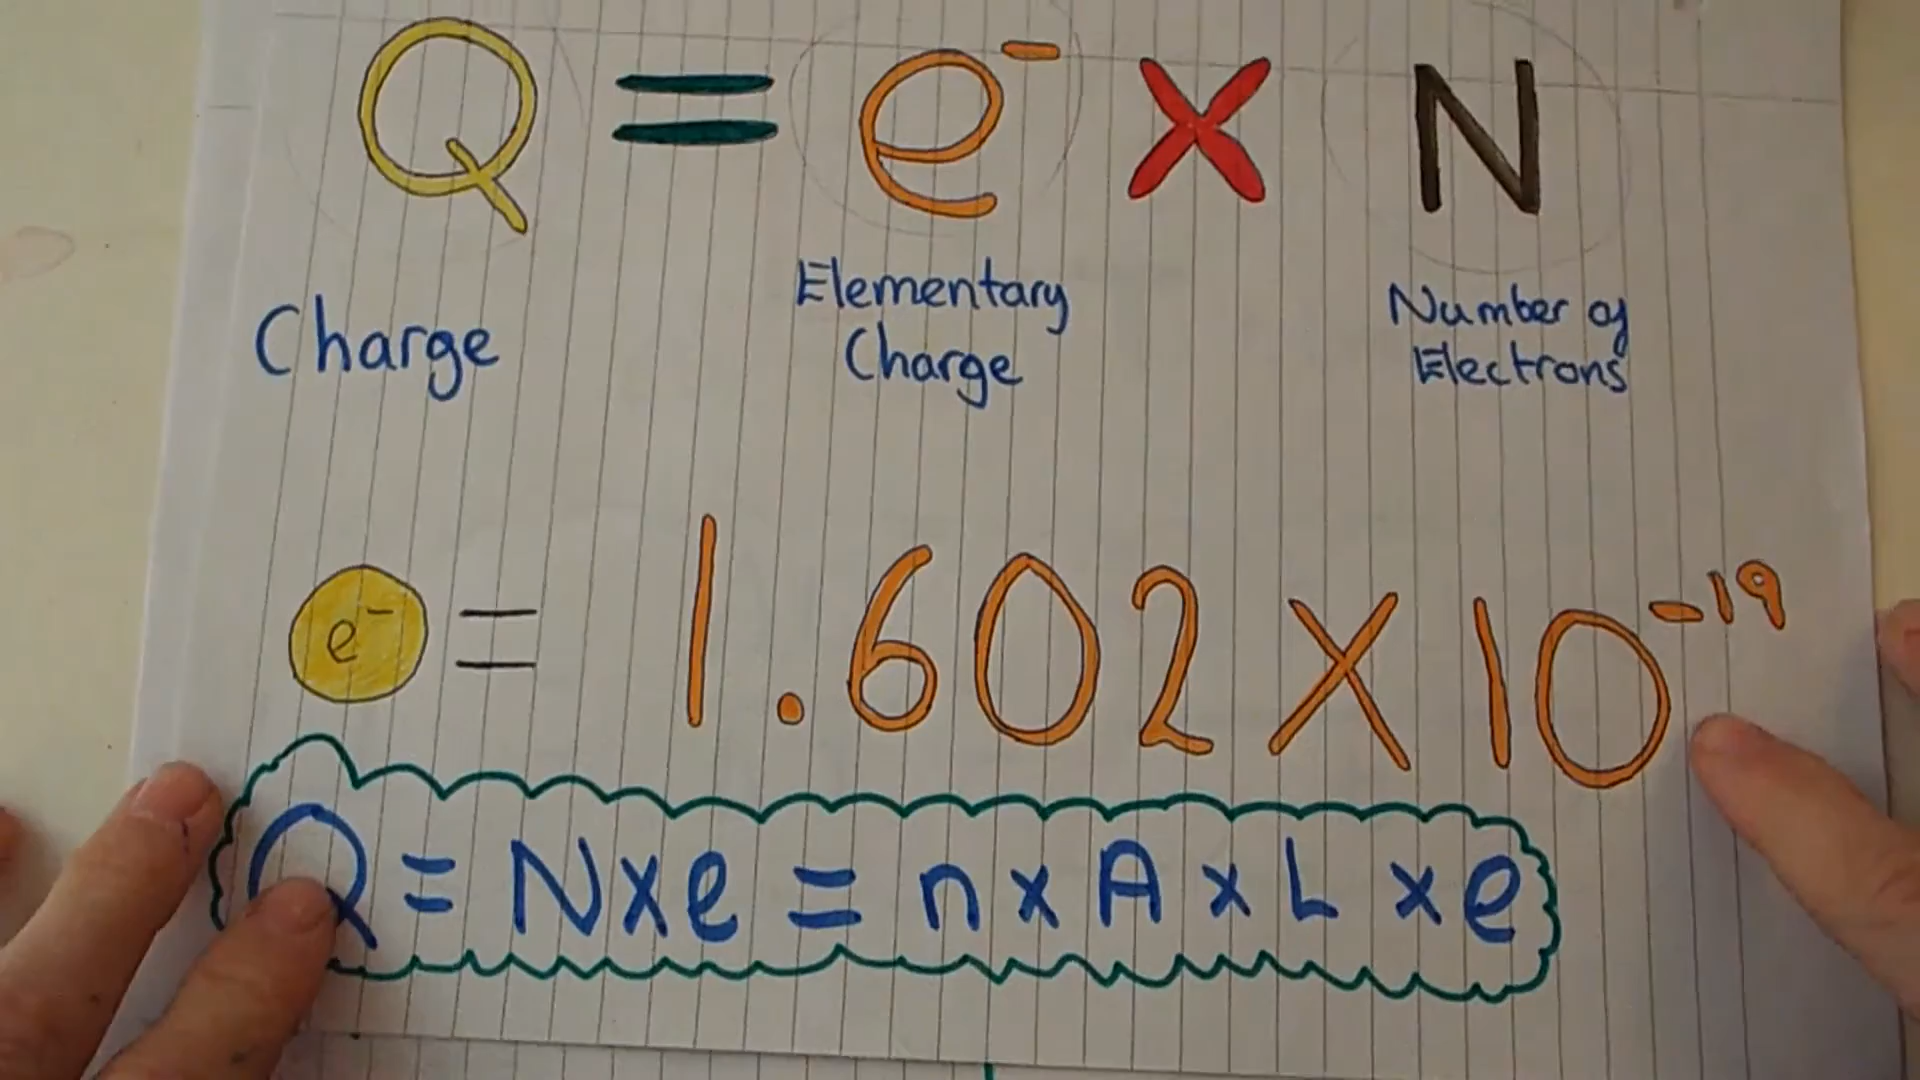 Q = e⁻ × N
Charge
Elementary Charge
Number of Electrons
e⁻ = 1.602 × 10⁻¹⁹
Q = N × e = n × A × L × e